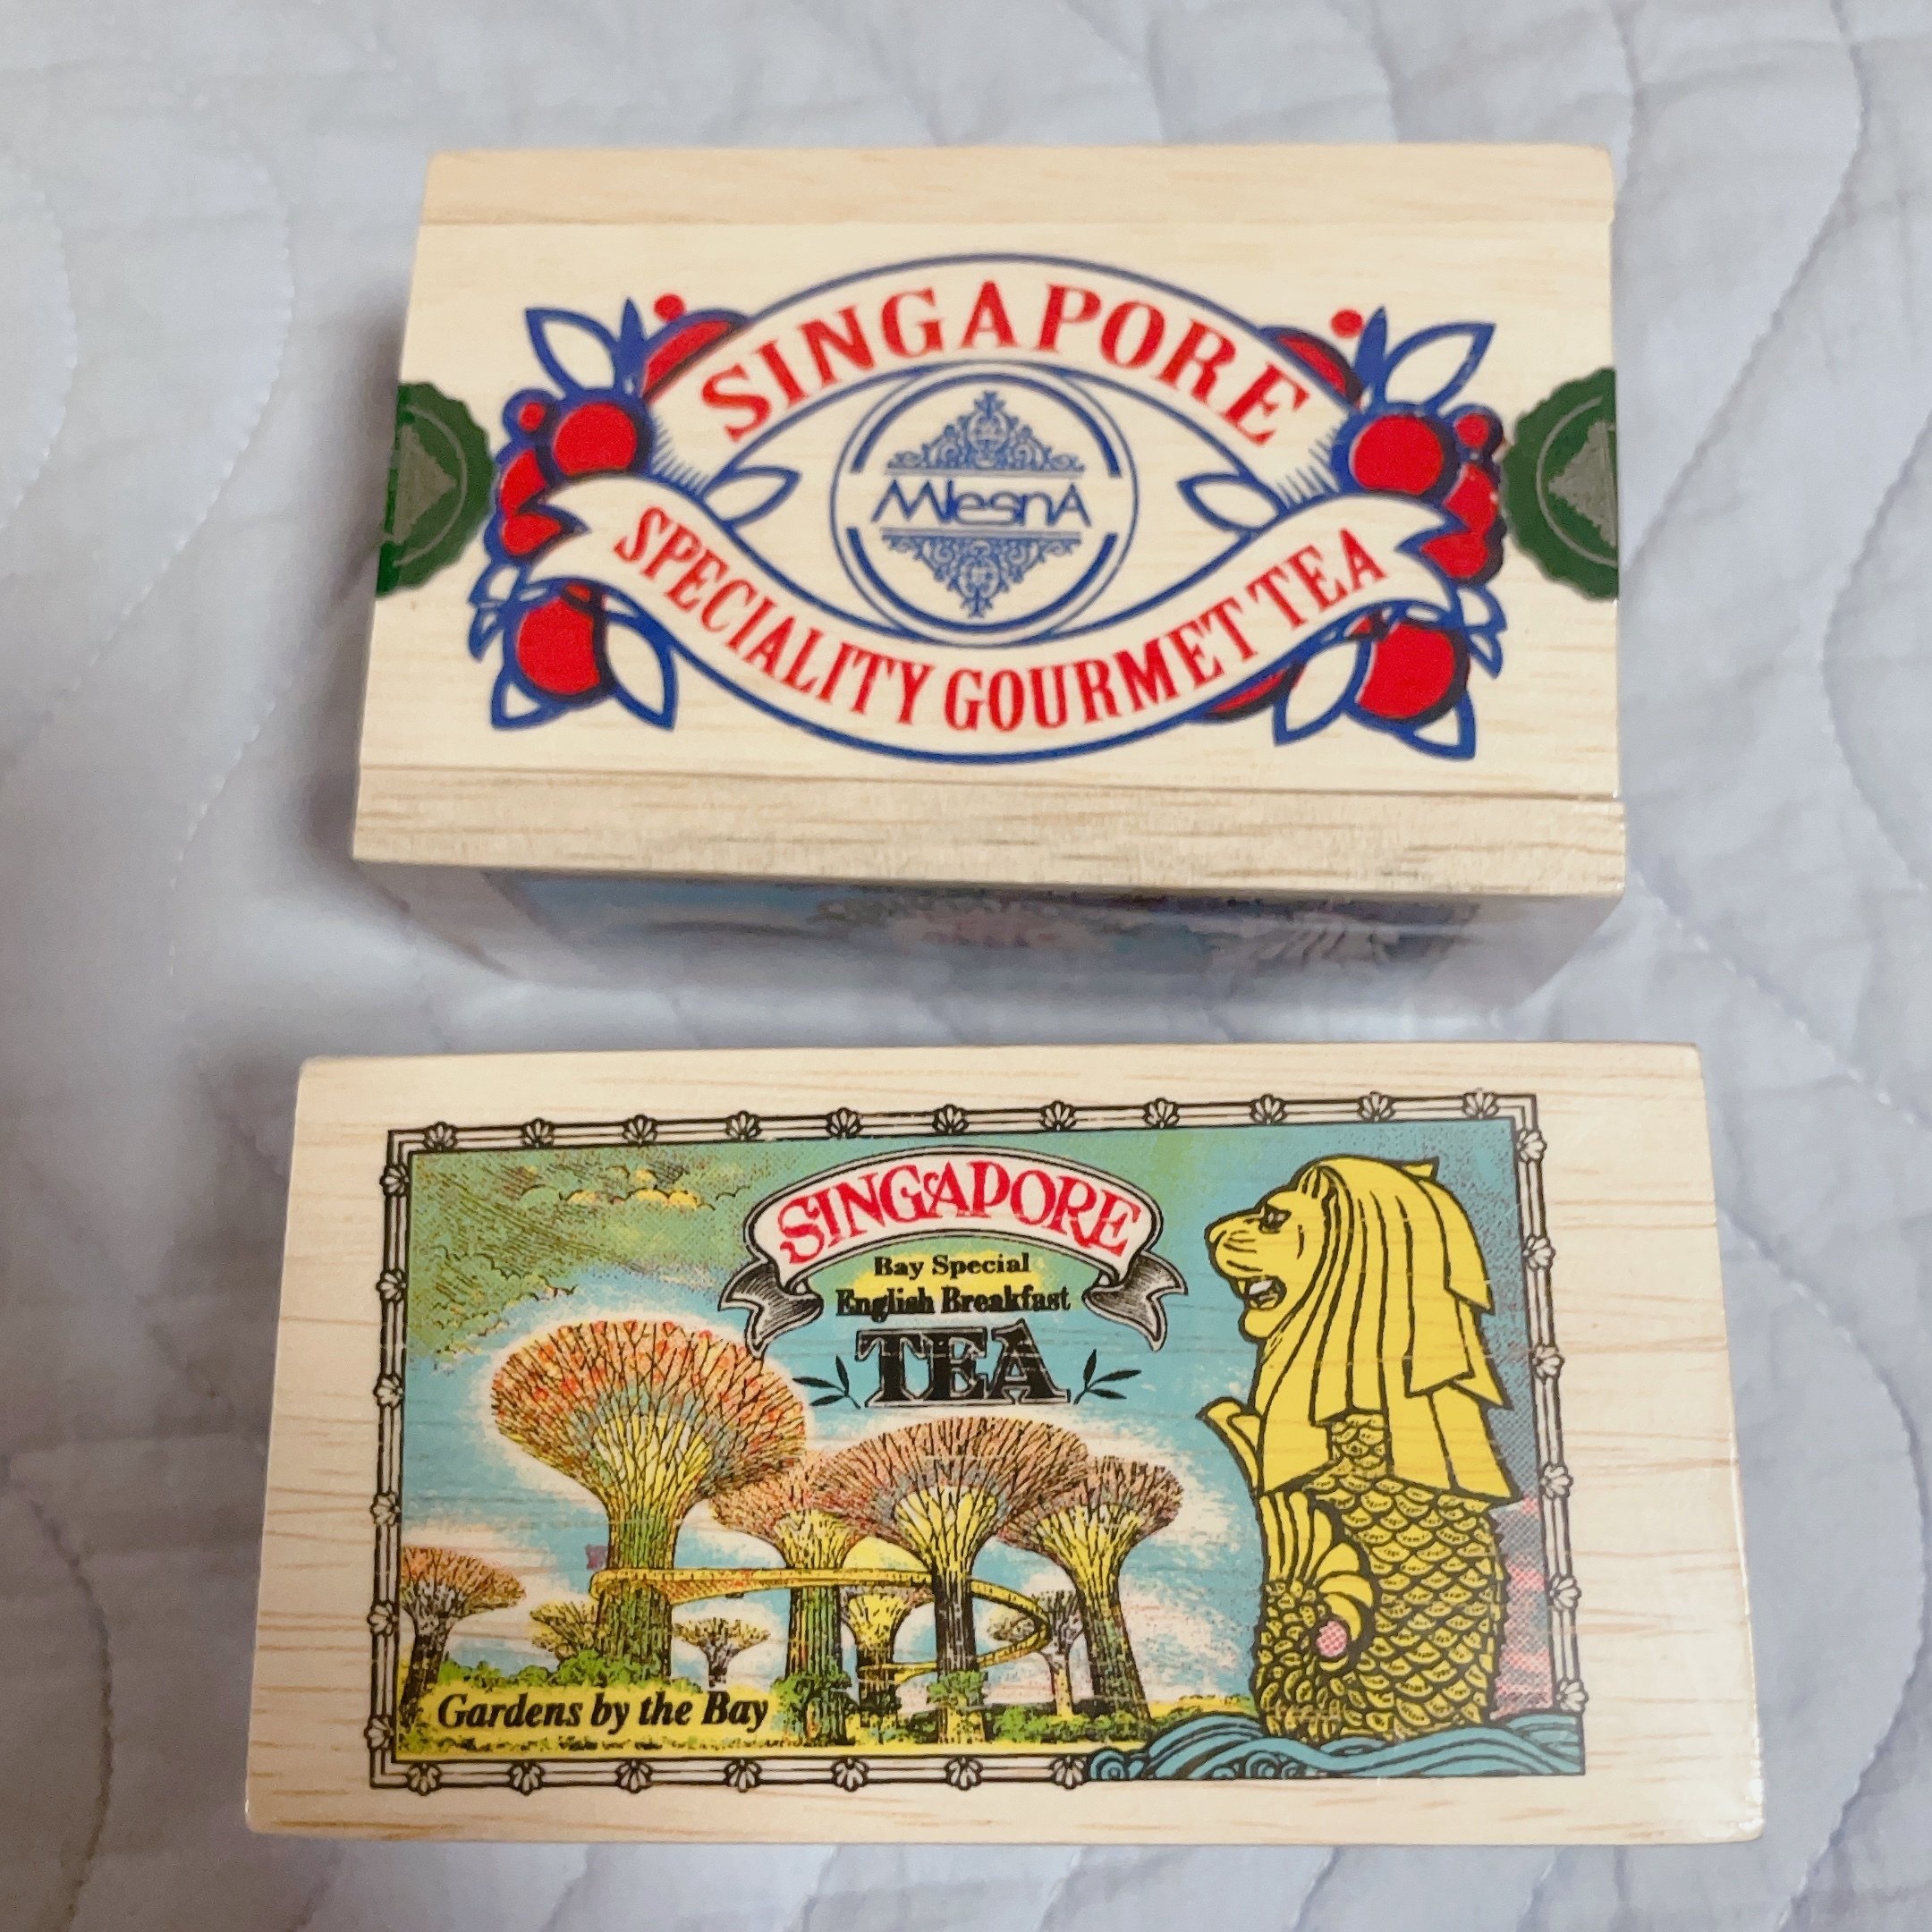 SINGAPORE
MlesnA
SPECIALITY GOURMET TEA
SINGAPORE
Bay Special
English Breakfast
TEA
Gardens by the Bay